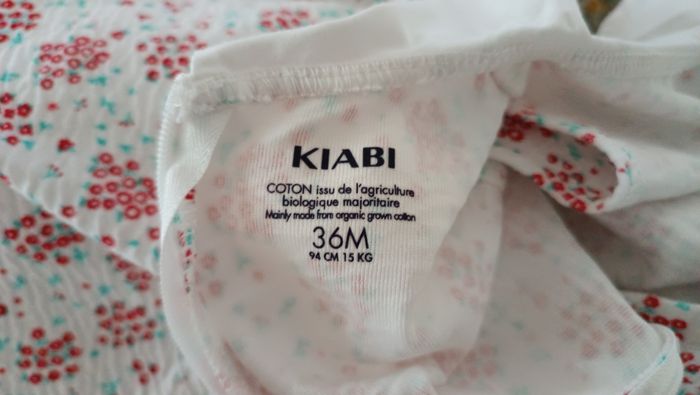 KIABI
COTON issu de l'agriculture
biologique majoritaire
Mainly made from organic grown cotton
36M
94 CM 15 KG